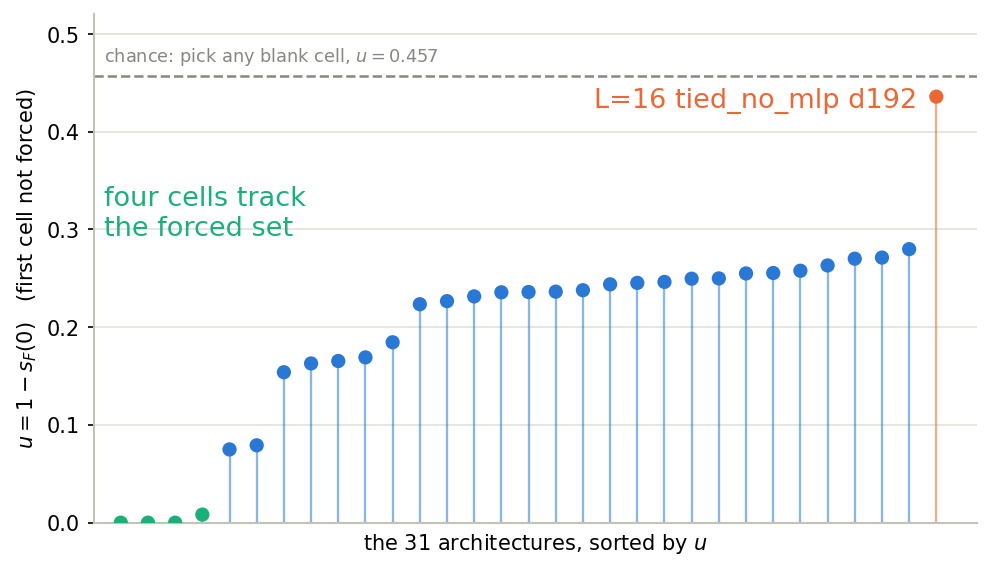 0.5
0.4
0.3
0.2
0.1
0.0
u = 1 − s_F(0) (first cell not forced)
chance: pick any blank cell, u = 0.457
L=16 tied_no_mlp d192
four cells track
the forced set
the 31 architectures, sorted by u